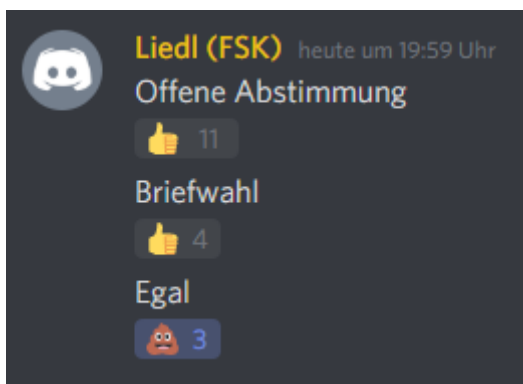 Liedl (FSK) heute um 19:59 Uhr
Offene Abstimmung
👍 11
Briefwahl
👍 4
Egal
💩 3